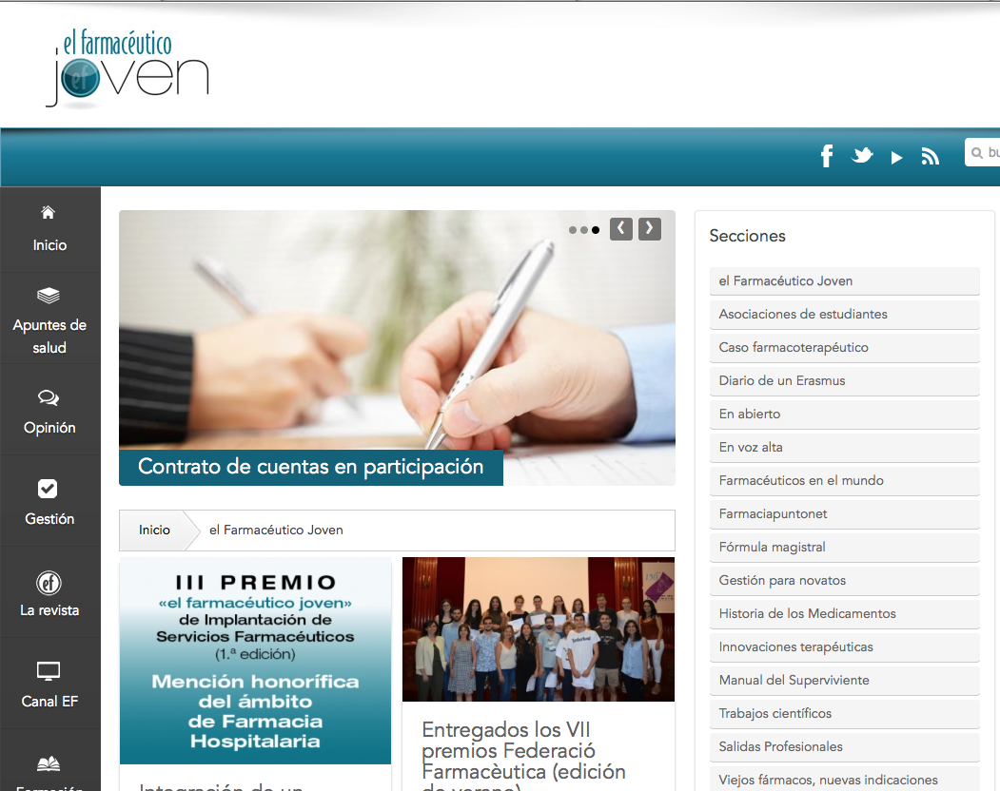 el farmacéutico
joven
ef
Inicio
Apuntes de
salud
Opinión
Gestión
ef
La revista
Canal EF
Contrato de cuentas en participación
Inicio
el Farmacéutico Joven
III PREMIO
«el farmacéutico joven»
de Implantación de
Servicios Farmacéuticos
(1.ª edición)
Mención honorífica
del ámbito
de Farmacia
Hospitalaria
Integración de un
Entregados los VII
premios Federació
Farmacèutica (edición
de verano)
Secciones
el Farmacéutico Joven
Asociaciones de estudiantes
Caso farmacoterapéutico
Diario de un Erasmus
En abierto
En voz alta
Farmacéuticos en el mundo
Farmaciapuntonet
Fórmula magistral
Gestión para novatos
Historia de los Medicamentos
Innovaciones terapéuticas
Manual del Superviviente
Trabajos científicos
Salidas Profesionales
Viejos fármacos, nuevas indicaciones